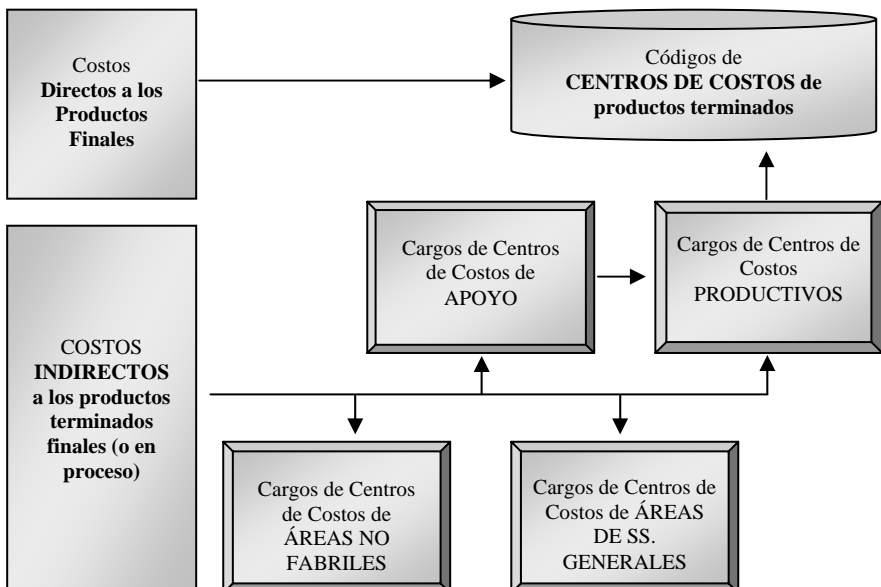 Costos
Directos a los
Productos
Finales
Códigos de
CENTROS DE COSTOS de
productos terminados
Cargos de Centros
de Costos de
APOYO
Cargos de Centros de
Costos
PRODUCTIVOS
COSTOS
INDIRECTOS
a los productos
terminados
finales (o en
proceso)
Cargos de Centros
de Costos de
ÁREAS NO
FABRILES
Cargos de Centros de
Costos de ÁREAS
DE SS.
GENERALES